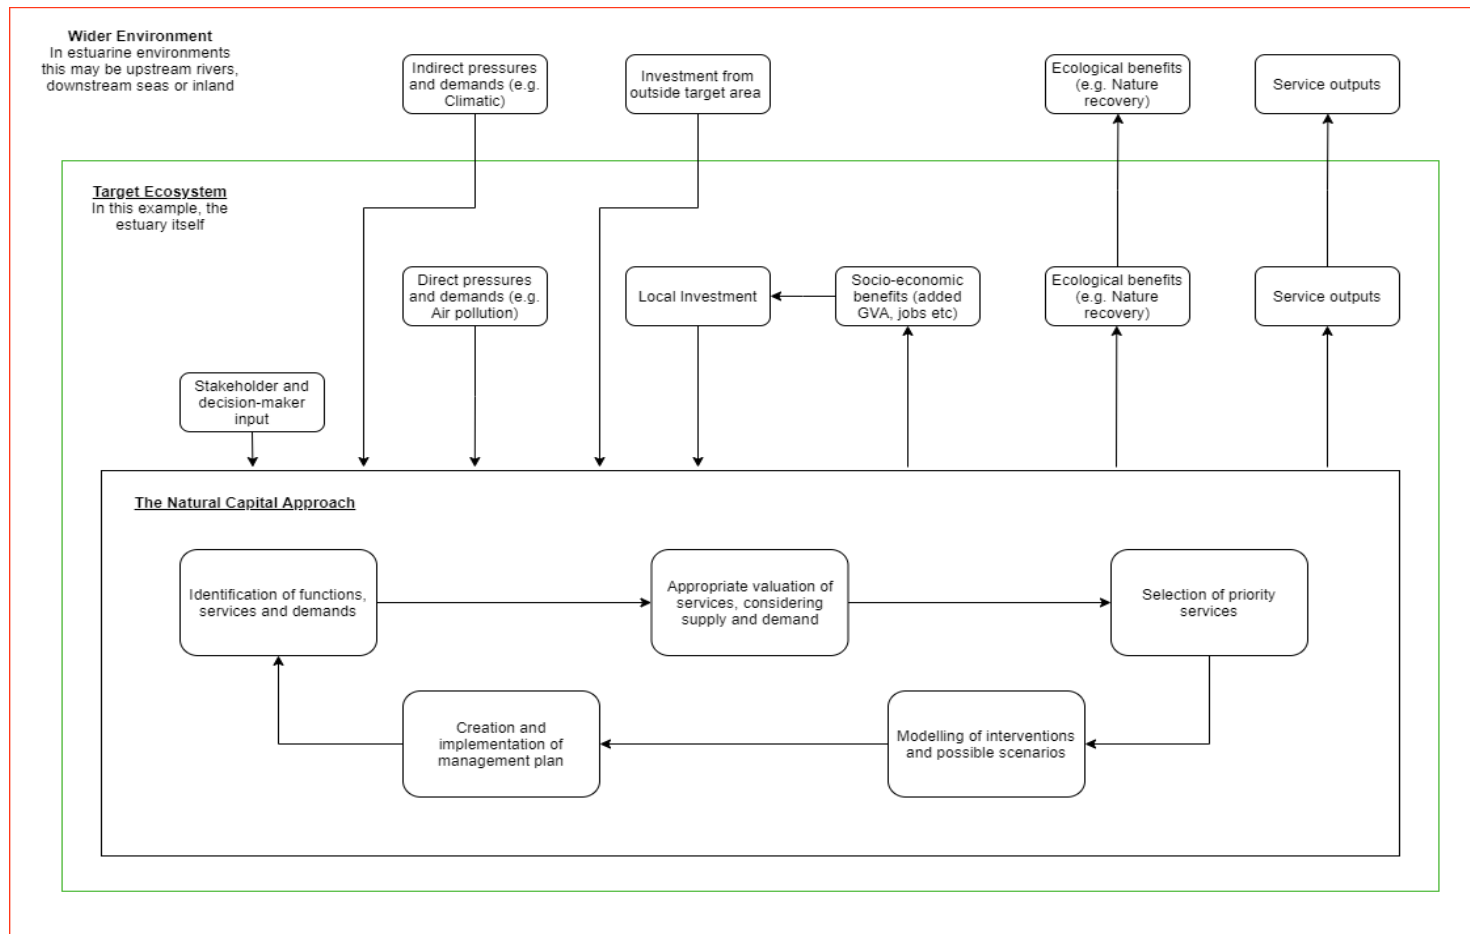 Wider Environment
In estuarine environments
this may be upstream rivers,
downstream seas or inland
Indirect pressures
and demands (e.g.
Climatic)
Investment from
outside target area
Ecological benefits
(e.g. Nature
recovery)
Service outputs
Target Ecosystem
In this example, the
estuary itself
Direct pressures
and demands (e.g.
Air pollution)
Local Investment
Socio-economic
benefits (added
GVA, jobs etc)
Ecological benefits
(e.g. Nature
recovery)
Service outputs
Stakeholder and
decision-maker
input
The Natural Capital Approach
Identification of functions,
services and demands
Appropriate valuation of
services, considering
supply and demand
Selection of priority
services
Creation and
implementation of
management plan
Modelling of interventions
and possible scenarios